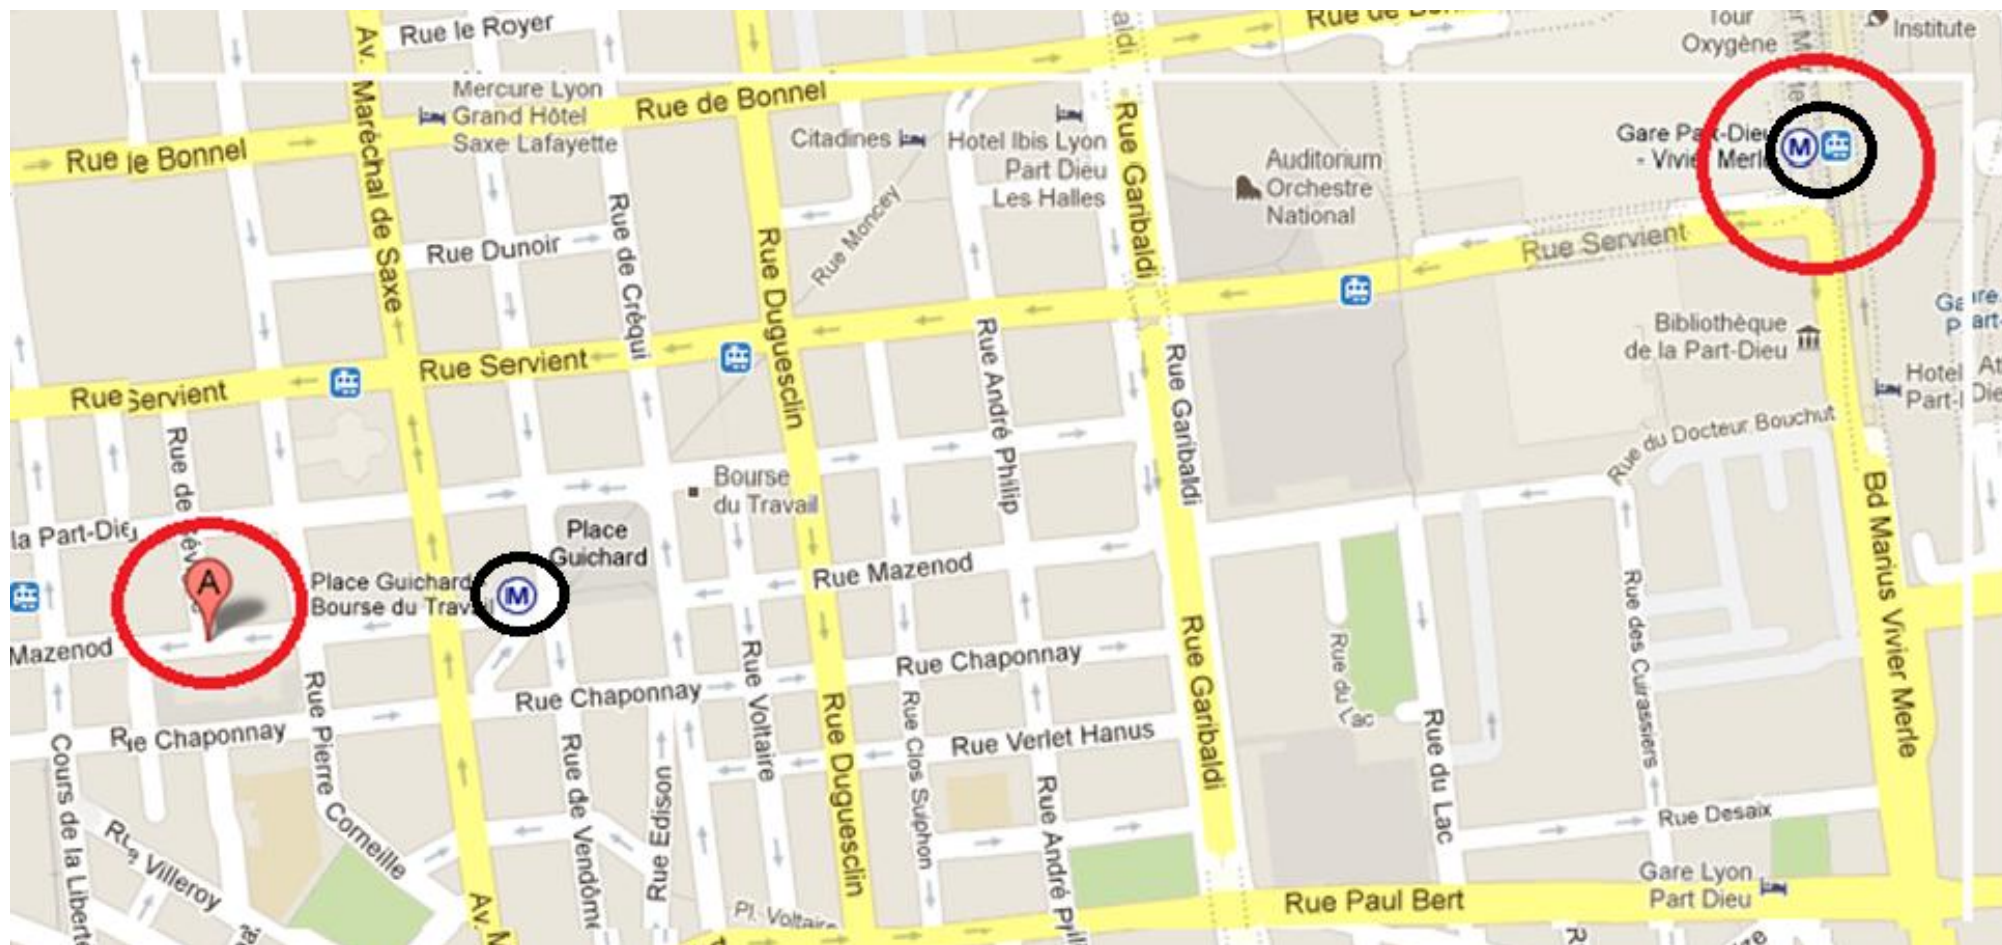 Rue le Royer
Av. Maréchal de Saxe
Mercure Lyon
Grand Hôtel
Saxe Lafayette
Rue de Bonnel
Rue le Bonnel
Citadines
Hotel Ibis Lyon
Part Dieu
Les Halles
Rue Garibaldi
Auditorium
Orchestre
National
Tour
Oxygène
Institute
Gare Part-Dieu
- Vivier Merle
M
Rue Dunoir
Rue de Créqui
Rue Duguesclin
Rue Moncey
Rue Servient
Rue Servient
Rue Servient
Rue André Philip
Rue Garibaldi
Bibliothèque
de la Part-Dieu
Hotel
Rue du Docteur Bouchut
Rue de
la Part-Dieu
A
Place Guichard
Bourse du Travail
M
Place
Guichard
Bourse
du Travail
Rue Mazenod
Mazenod
Rue Chaponnay
Rue Chaponnay
Rue Chaponnay
Rue Pierre Corneille
Rue Voltaire
Rue Clos Suiphon
Rue Verlet Hanus
Rue Garibaldi
Rue du Lac
Rue du Lac
Rue des Cuirassiers
Bd Marius Vivier Merle
Cours de la Liberté
Rue Villeroy
Av. M
Rue de Vendôme
Rue Edison
Rue Duguesclin
Pl. Voltaire
Rue André Phil
Rue Desaix
Gare Lyon
Part Dieu
Rue Paul Bert